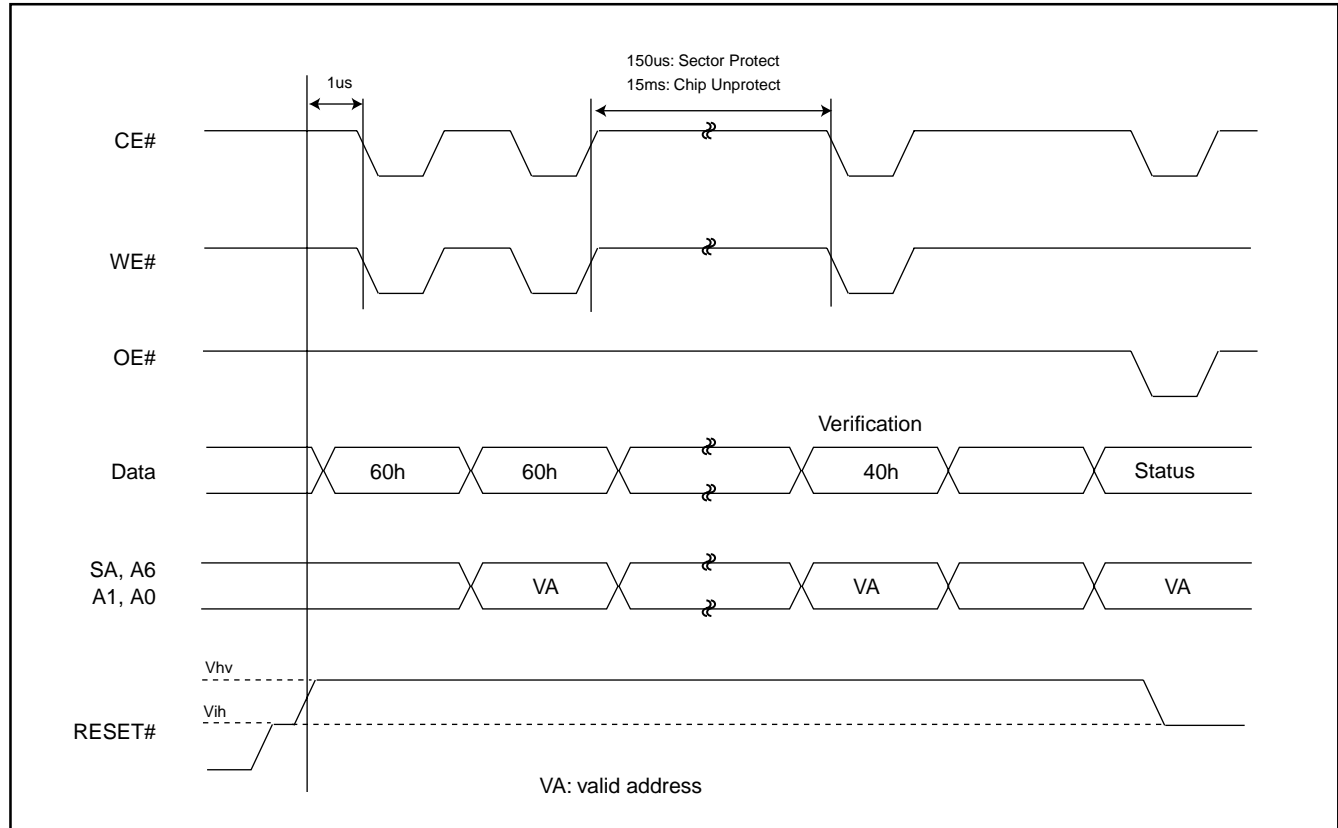 150us: Sector Protect
15ms: Chip Unprotect
1us
CE#
WE#
OE#
Verification
Data
60h
60h
40h
Status
SA, A6
A1, A0
VA
VA
VA
Vhv
Vih
RESET#
VA: valid address